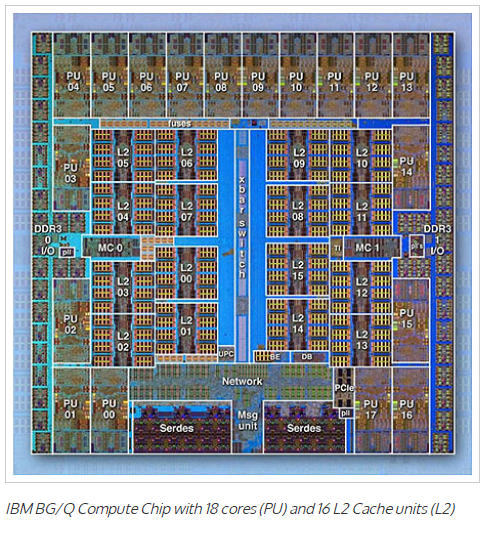 PU 04
PU 05
PU 06
PU 07
PU 08
PU 09
PU 10
PU 11
PU 12
PU 13
fuses
PU 03
L2 05
L2 06
L2 09
L2 10
PU 14
xbar switch
L2 04
L2 07
L2 08
L2 11
DDR3 0 I/O
pll
MC 0
TI
MC 1
pll
DDR3 1 I/O
L2 03
L2 00
L2 15
L2 12
PU 02
L2 02
L2 01
L2 14
L2 13
PU 15
UPC
BE
DB
PU 01
PU 00
Network
PCIe
pll
PU 17
PU 16
Msg unit
Serdes
Serdes
IBM BG/Q Compute Chip with 18 cores (PU) and 16 L2 Cache units (L2)